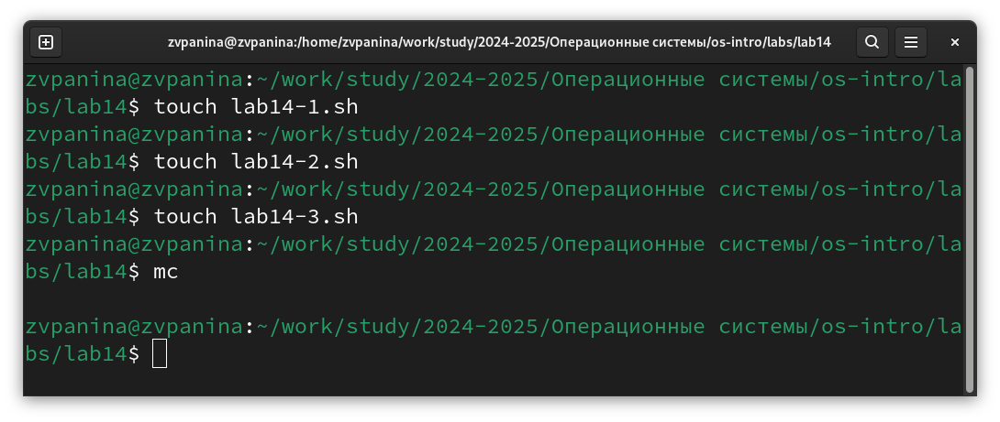 zvpanina@zvpanina:/home/zvpanina/work/study/2024-2025/Операционные системы/os-intro/labs/lab14
zvpanina@zvpanina:~/work/study/2024-2025/Операционные системы/os-intro/la
bs/lab14$ touch lab14-1.sh
zvpanina@zvpanina:~/work/study/2024-2025/Операционные системы/os-intro/la
bs/lab14$ touch lab14-2.sh
zvpanina@zvpanina:~/work/study/2024-2025/Операционные системы/os-intro/la
bs/lab14$ touch lab14-3.sh
zvpanina@zvpanina:~/work/study/2024-2025/Операционные системы/os-intro/la
bs/lab14$ mc
zvpanina@zvpanina:~/work/study/2024-2025/Операционные системы/os-intro/la
bs/lab14$